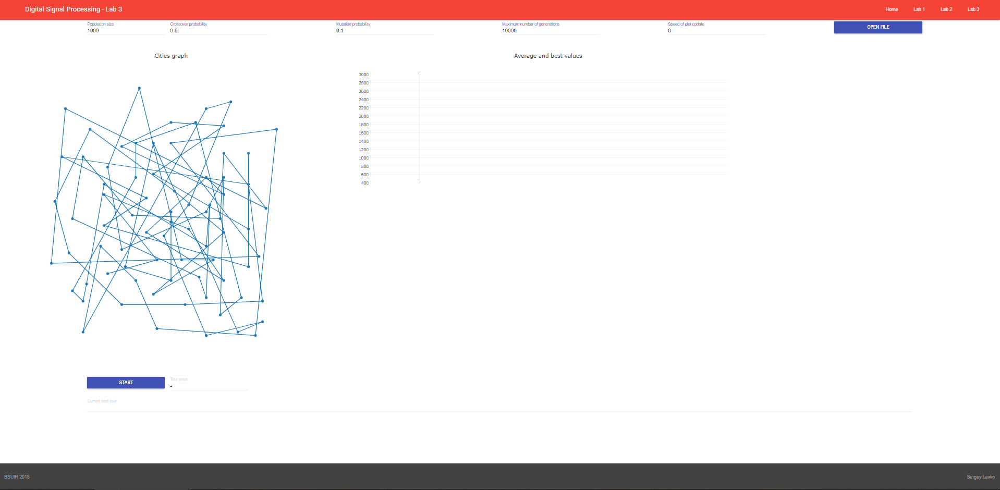 Digital Signal Processing - Lab 3
Home Lab 1 Lab 2 Lab 3
Population size Crossover probability Mutation probability Maximum number of generations Speed of plot update
1000 0.5 0.1 10000 0
OPEN FILE
Cities graph
Average and best values
3000
2800
2600
2400
2200
2000
1800
1600
1400
1200
1000
800
600
400
START
Tour price
-
Current best tour
BSUIR 2018
Sergey Levko